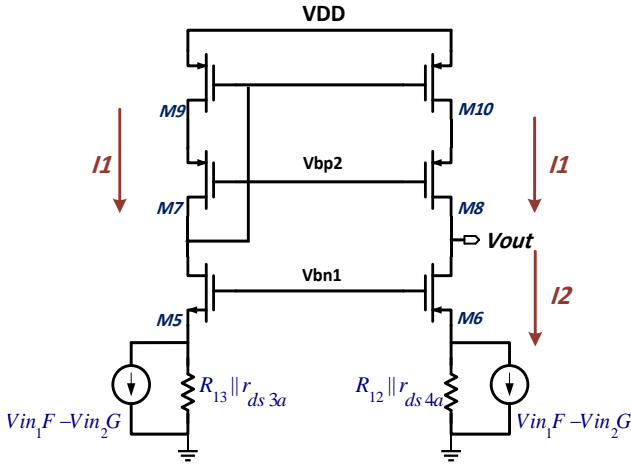 VDD
M9
M10
I1
I1
Vbp2
M7
M8
Vout
Vbn1
I2
M5
M6
R13 || rds 3a
R12 || rds 4a
Vin1F −Vin2G
Vin1F −Vin2G